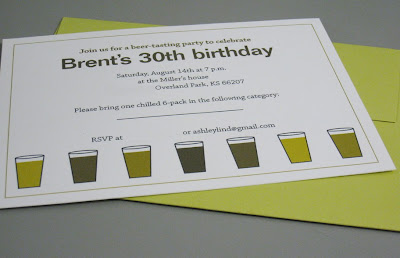 Join us for a beer-tasting party to celebrate
Brent's 30th birthday
Saturday, August 14th at 7 p.m.
at the Miller's house
Overland Park, KS 66207
Please bring one chilled 6-pack in the following category:
RSVP at or ashleylind@gmail.com